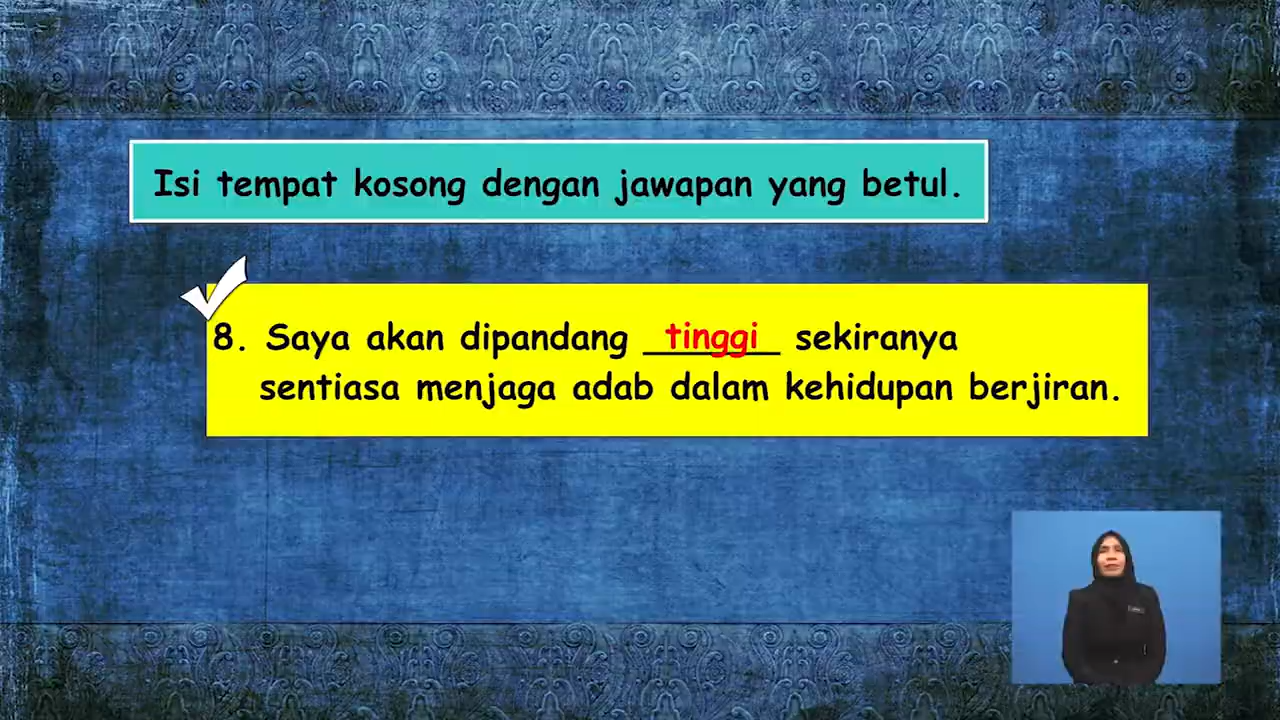 Isi tempat kosong dengan jawapan yang betul.
8. Saya akan dipandang tinggi sekiranya
sentiasa menjaga adab dalam kehidupan berjiran.